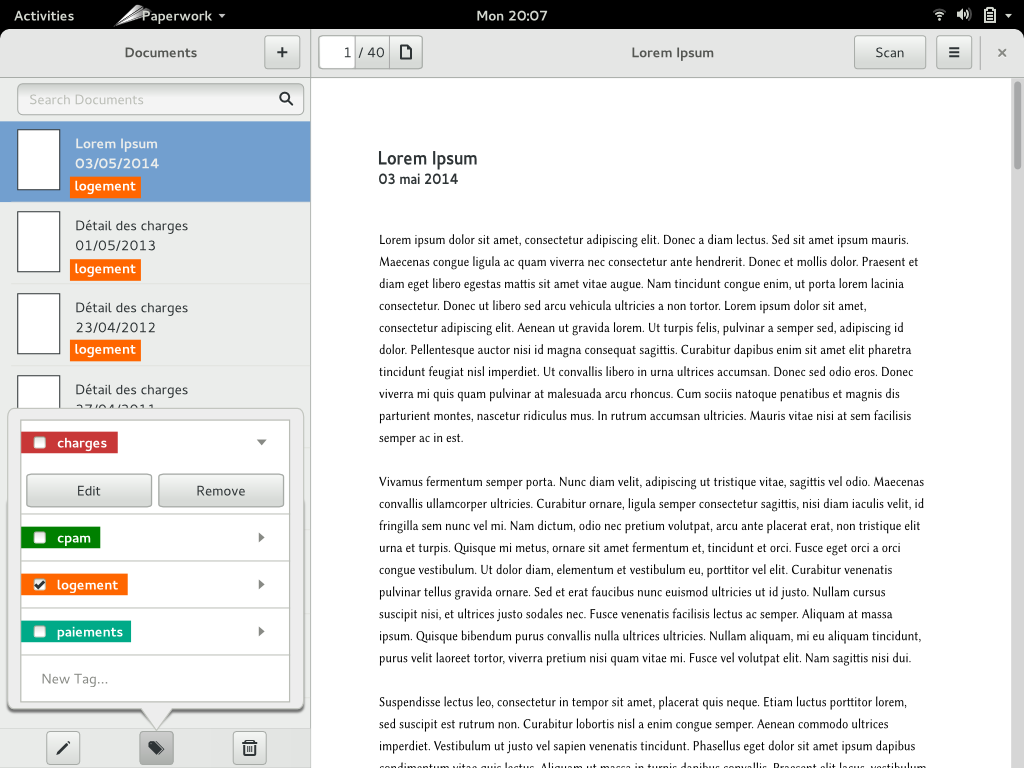 Activities
Paperwork
Mon 20:07
Documents
+
1 / 40
Lorem Ipsum
Scan
Search Documents
Lorem Ipsum
03/05/2014
logement
Détail des charges
01/05/2013
logement
Détail des charges
23/04/2012
logement
Détail des charges
27/04/2011
charges
Edit
Remove
cpam
logement
paiements
New Tag...
Lorem Ipsum
03 mai 2014
Lorem ipsum dolor sit amet, consectetur adipiscing elit. Donec a diam lectus. Sed sit amet ipsum mauris.
Maecenas congue ligula ac quam viverra nec consectetur ante hendrerit. Donec et mollis dolor. Praesent et
diam eget libero egestas mattis sit amet vitae augue. Nam tincidunt congue enim, ut porta lorem lacinia
consectetur. Donec ut libero sed arcu vehicula ultricies a non tortor. Lorem ipsum dolor sit amet,
consectetur adipiscing elit. Aenean ut gravida lorem. Ut turpis felis, pulvinar a semper sed, adipiscing id
dolor. Pellentesque auctor nisi id magna consequat sagittis. Curabitur dapibus enim sit amet elit pharetra
tincidunt feugiat nisl imperdiet. Ut convallis libero in urna ultrices accumsan. Donec sed odio eros. Donec
viverra mi quis quam pulvinar at malesuada arcu rhoncus. Cum sociis natoque penatibus et magnis dis
parturient montes, nascetur ridiculus mus. In rutrum accumsan ultricies. Mauris vitae nisi at sem facilisis
semper ac in est.
Vivamus fermentum semper porta. Nunc diam velit, adipiscing ut tristique vitae, sagittis vel odio. Maecenas
convallis ullamcorper ultricies. Curabitur ornare, ligula semper consectetur sagittis, nisi diam iaculis velit, id
fringilla sem nunc vel mi. Nam dictum, odio nec pretium volutpat, arcu ante placerat erat, non tristique elit
urna et turpis. Quisque mi metus, ornare sit amet fermentum et, tincidunt et orci. Fusce eget orci a orci
congue vestibulum. Ut dolor diam, elementum et vestibulum eu, porttitor vel elit. Curabitur venenatis
pulvinar tellus gravida ornare. Sed et erat faucibus nunc euismod ultricies ut id justo. Nullam cursus
suscipit nisi, et ultrices justo sodales nec. Fusce venenatis facilisis lectus ac semper. Aliquam at massa
ipsum. Quisque bibendum purus convallis nulla ultrices ultricies. Nullam aliquam, mi eu aliquam tincidunt,
purus velit laoreet tortor, viverra pretium nisi quam vitae mi. Fusce vel volutpat elit. Nam sagittis nisi dui.
Suspendisse lectus leo, consectetur in tempor sit amet, placerat quis neque. Etiam luctus porttitor lorem,
sed suscipit est rutrum non. Curabitur lobortis nisl a enim congue semper. Aenean commodo ultrices
imperdiet. Vestibulum ut justo vel sapien venenatis tincidunt. Phasellus eget dolor sit amet ipsum dapibus
condimentum vitae quis lectus. Aliquam ut massa in turpis dapibus convallis. Praesent elit lacus, vestibulum